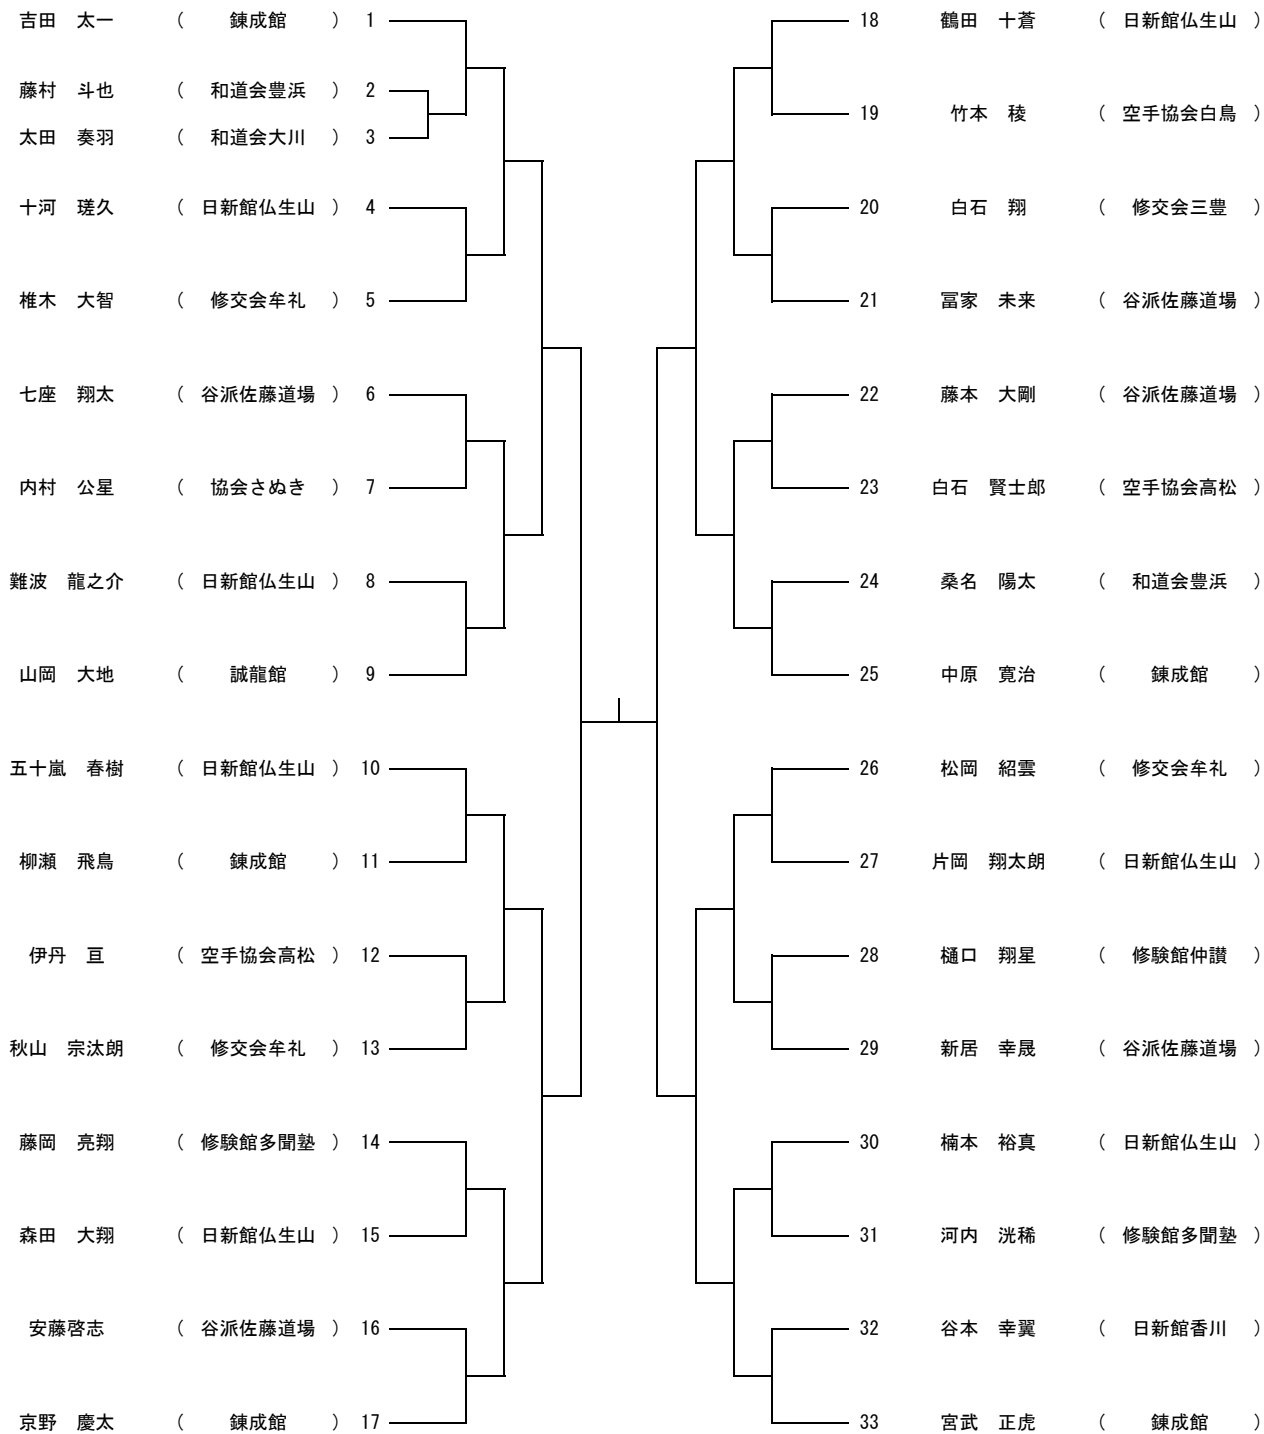 吉田　太一 （ 錬成館 ） 1
藤村　斗也 （ 和道会豊浜 ） 2
太田　奏羽 （ 和道会大川 ） 3
十河　瑳久 （ 日新館仏生山 ） 4
椎木　大智 （ 修交会牟礼 ） 5
七座　翔太 （ 谷派佐藤道場 ） 6
内村　公星 （ 協会さぬき ） 7
難波　龍之介 （ 日新館仏生山 ） 8
山岡　大地 （ 誠龍館 ） 9
五十嵐　春樹 （ 日新館仏生山 ） 10
柳瀬　飛鳥 （ 錬成館 ） 11
伊丹　亘 （ 空手協会高松 ） 12
秋山　宗汰朗 （ 修交会牟礼 ） 13
藤岡　亮翔 （ 修験館多聞塾 ） 14
森田　大翔 （ 日新館仏生山 ） 15
安藤啓志 （ 谷派佐藤道場 ） 16
京野　慶太 （ 錬成館 ） 17
18 鶴田　十蒼 （ 日新館仏生山 ）
19 竹本　稜 （ 空手協会白鳥 ）
20 白石　翔 （ 修交会三豊 ）
21 冨家　未来 （ 谷派佐藤道場 ）
22 藤本　大剛 （ 谷派佐藤道場 ）
23 白石　賢士郎 （ 空手協会高松 ）
24 桑名　陽太 （ 和道会豊浜 ）
25 中原　寛治 （ 錬成館 ）
26 松岡　紹雲 （ 修交会牟礼 ）
27 片岡　翔太朗 （ 日新館仏生山 ）
28 樋口　翔星 （ 修験館仲讃 ）
29 新居　幸晟 （ 谷派佐藤道場 ）
30 楠本　裕真 （ 日新館仏生山 ）
31 河内　洸稀 （ 修験館多聞塾 ）
32 谷本　幸翼 （ 日新館香川 ）
33 宮武　正虎 （ 錬成館 ）